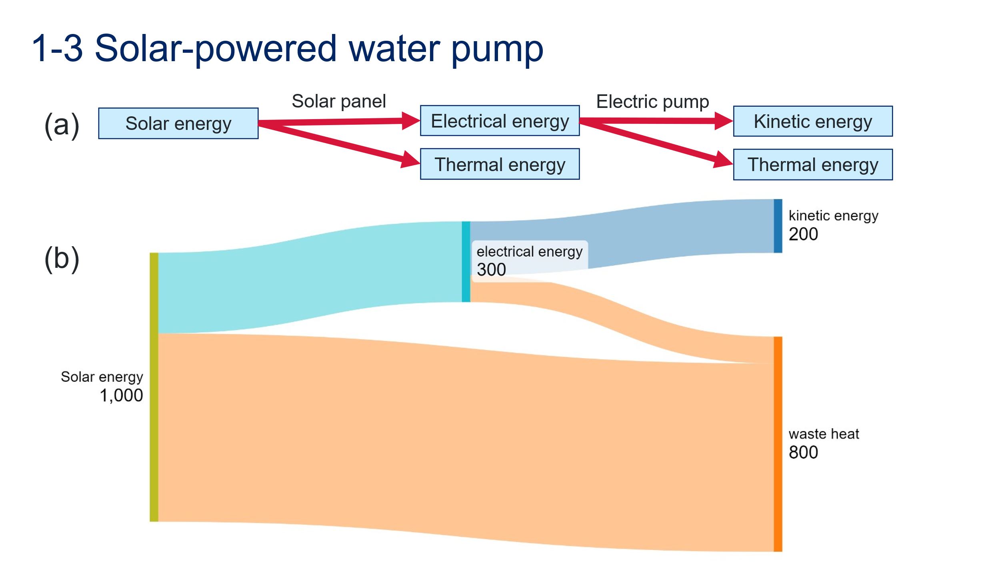 1-3 Solar-powered water pump
Solar panel
Electric pump
(a)
Solar energy
Electrical energy
Kinetic energy
Thermal energy
Thermal energy
(b)
kinetic energy
200
electrical energy
300
Solar energy
1,000
waste heat
800